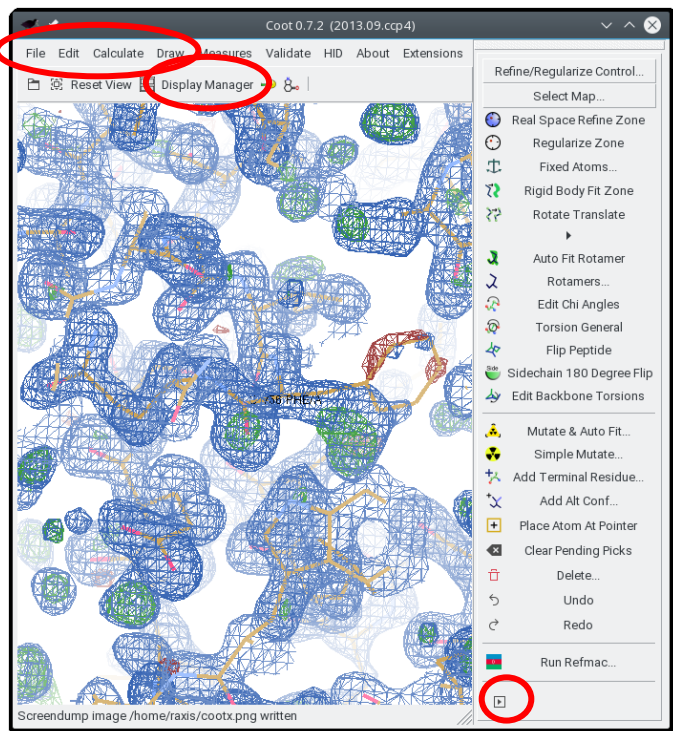 Coot 0.7.2 (2013.09.ccp4)
File Edit Calculate Draw Measures Validate HID About Extensions
Reset View Display Manager
Refine/Regularize Control...
Select Map...
Real Space Refine Zone
Regularize Zone
Fixed Atoms...
Rigid Body Fit Zone
Rotate Translate
Auto Fit Rotamer
Rotamers...
Edit Chi Angles
Torsion General
Flip Peptide
Side
Sidechain 180 Degree Flip
Edit Backbone Torsions
Mutate & Auto Fit...
Simple Mutate...
Add Terminal Residue...
Add Alt Conf...
Place Atom At Pointer
Clear Pending Picks
Delete...
Undo
Redo
Run Refmac...
Screendump image /home/raxis/cootx.png written